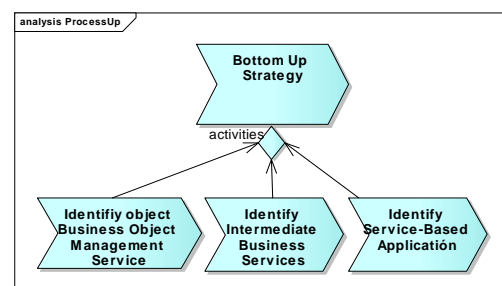 analysis ProcessUp
Bottom Up
Strategy
activities
Identifiy object
Business Object
Management
Service
Identify
Intermediate
Business
Services
Identify
Service-Based
Applicatión